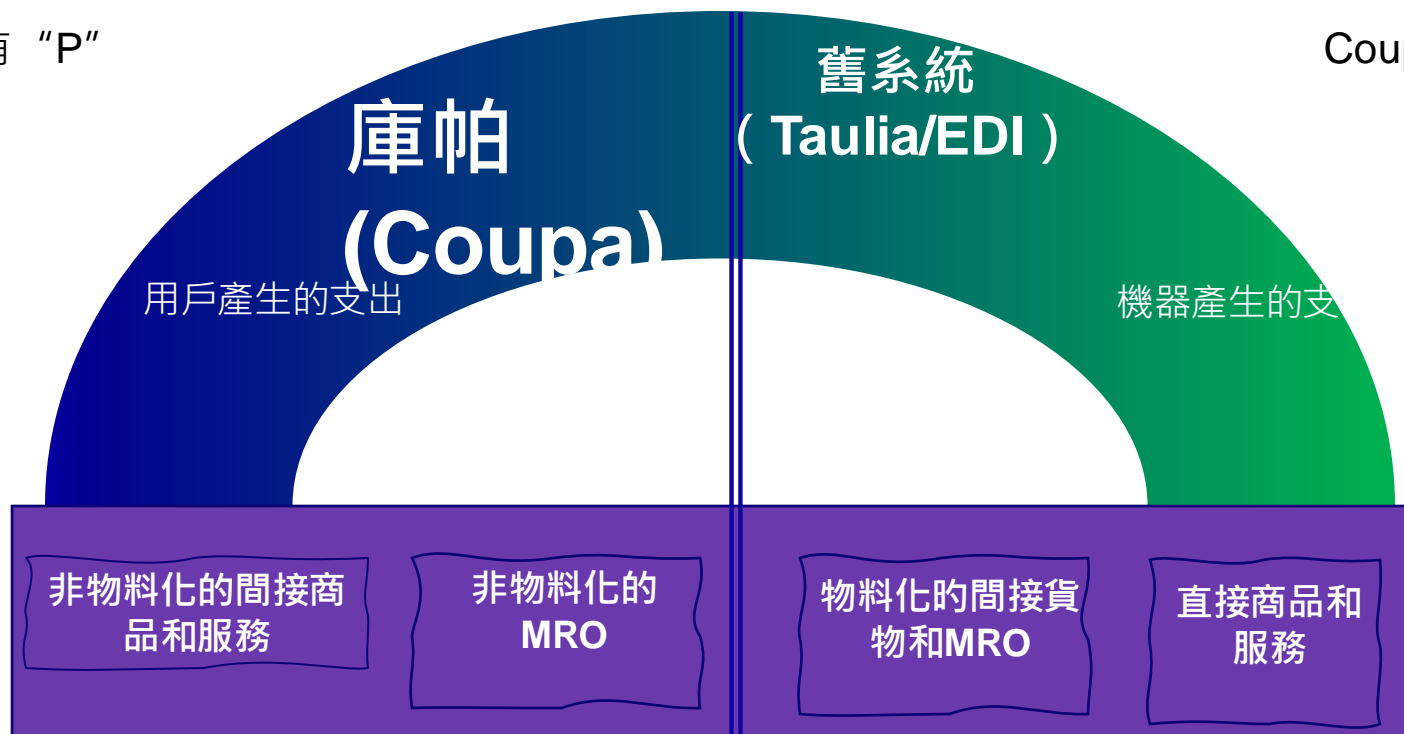 “P”
Coup
庫帕
(Coupa)
舊系統
（Taulia/EDI）
用戶產生的支出
機器產生的支
非物料化的間接商
品和服務
非物料化的
MRO
物料化旳間接貨
物和MRO
直接商品和
服務